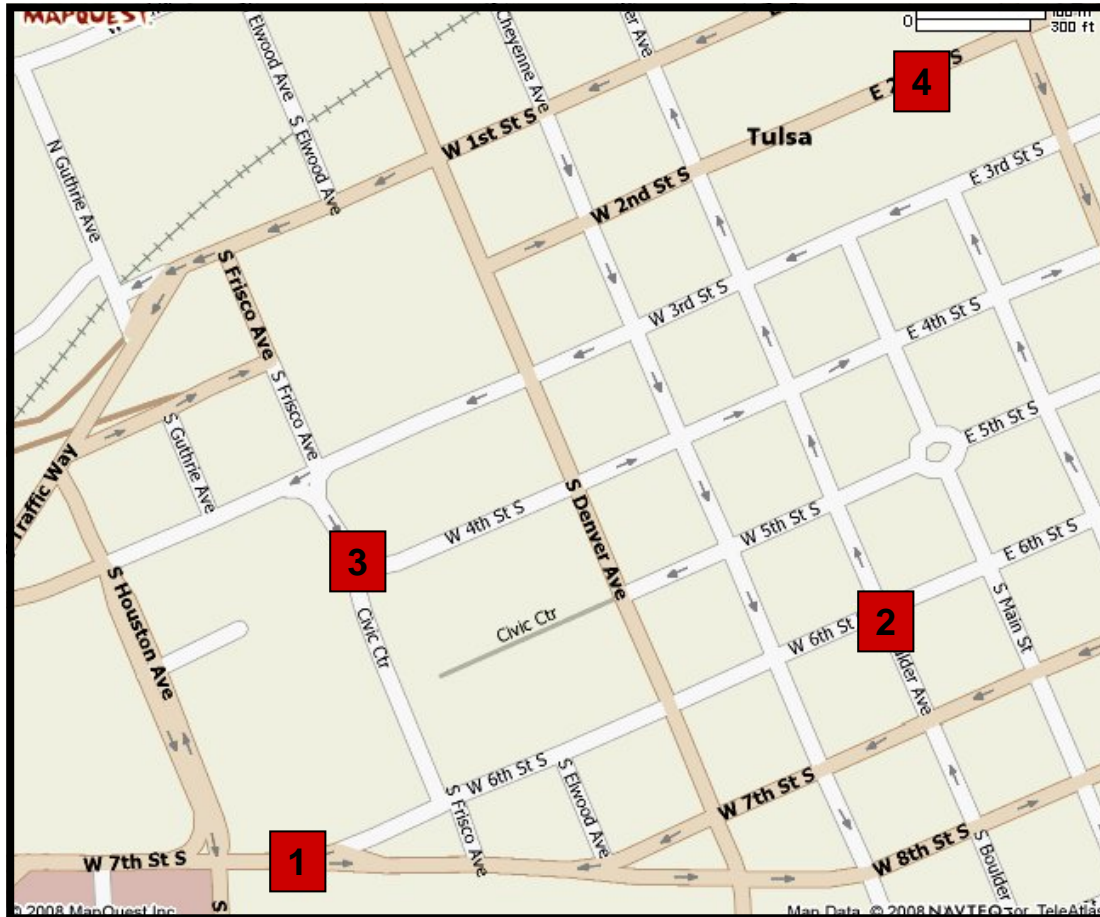 MAPQUEST
0
300 ft
Elwood Ave
Cheyenne Ave
S Elwood Ave
W 1st St S
4
Tulsa
N Guthrie Ave
E 3rd St S
W 2nd St S
S Frisco Ave
W 3rd St S
E 4th St S
S Frisco Ave
S Guthrie Ave
E 5th St S
Traffic Way
W 4th St S
S Denver Ave
W 5th St S
3
E 6th St S
S Houston Ave
Civic Ctr
Civic Ctr
2
W 6th St
S Main St
W 6th St S
S Elwood Ave
S Frisco Ave
W 7th St S
1
W 7th St S
W 8th St S
S Boulder
S
© 2008 MapQuest Inc
Map Data © 2008 NAVTEQ or TeleAtlas